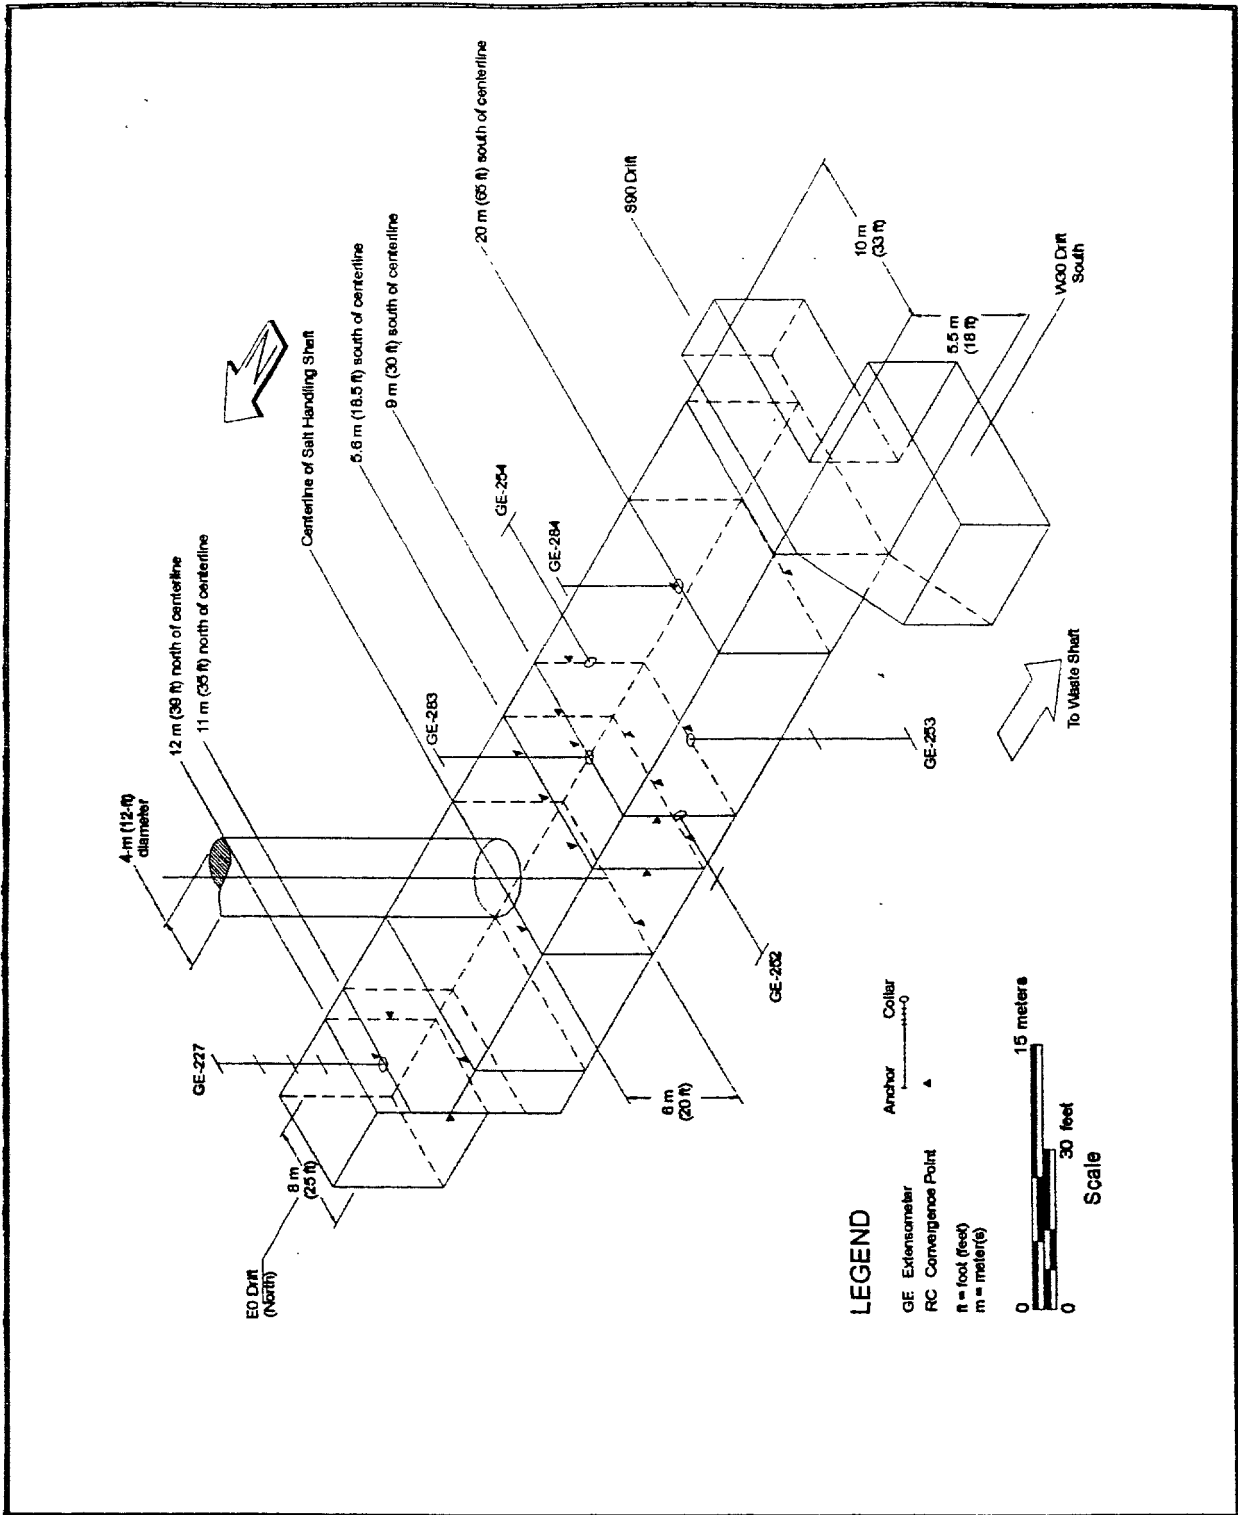 4-m (12-ft)
diameter
12 m (39 ft) north of centerline
11 m (35 ft) north of centerline
Centerline of Salt Handling Shaft
5.6 m (18.5 ft) south of centerline
9 m (30 ft) south of centerline
20 m (65 ft) south of centerline
N
GE-227
GE-283
GE-254
GE-284
S90 Drift
10 m
(33 ft)
5.5 m
(18 ft)
W30 Drift
South
To Waste Shaft
GE-253
GE-252
6 m
(20 ft)
8 m
(25 ft)
E0 Drift
(North)
LEGEND
Anchor Collar
GE Extensometer
RC Convergence Point
ft = foot (feet)
m = meter(s)
0 15 meters
0 30 feet
Scale